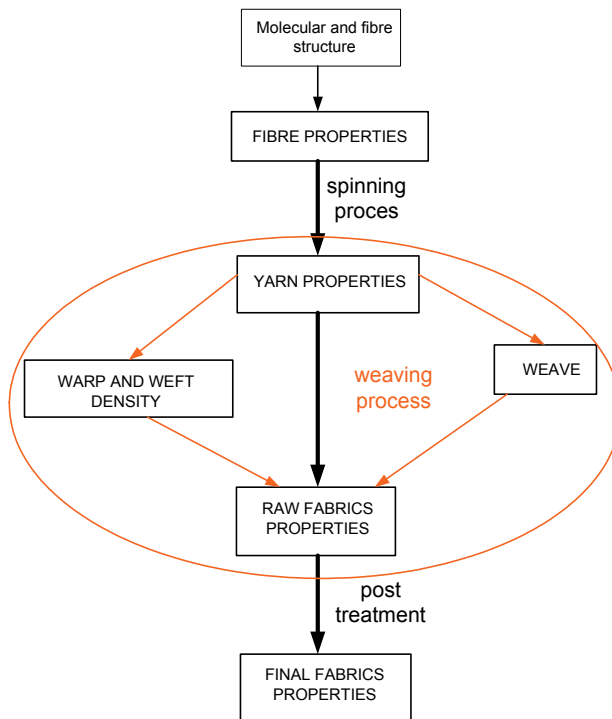 Molecular and fibre
structure
FIBRE PROPERTIES
spinning
proces
YARN PROPERTIES
WARP AND WEFT
DENSITY
weaving
process
WEAVE
RAW FABRICS
PROPERTIES
post
treatment
FINAL FABRICS
PROPERTIES